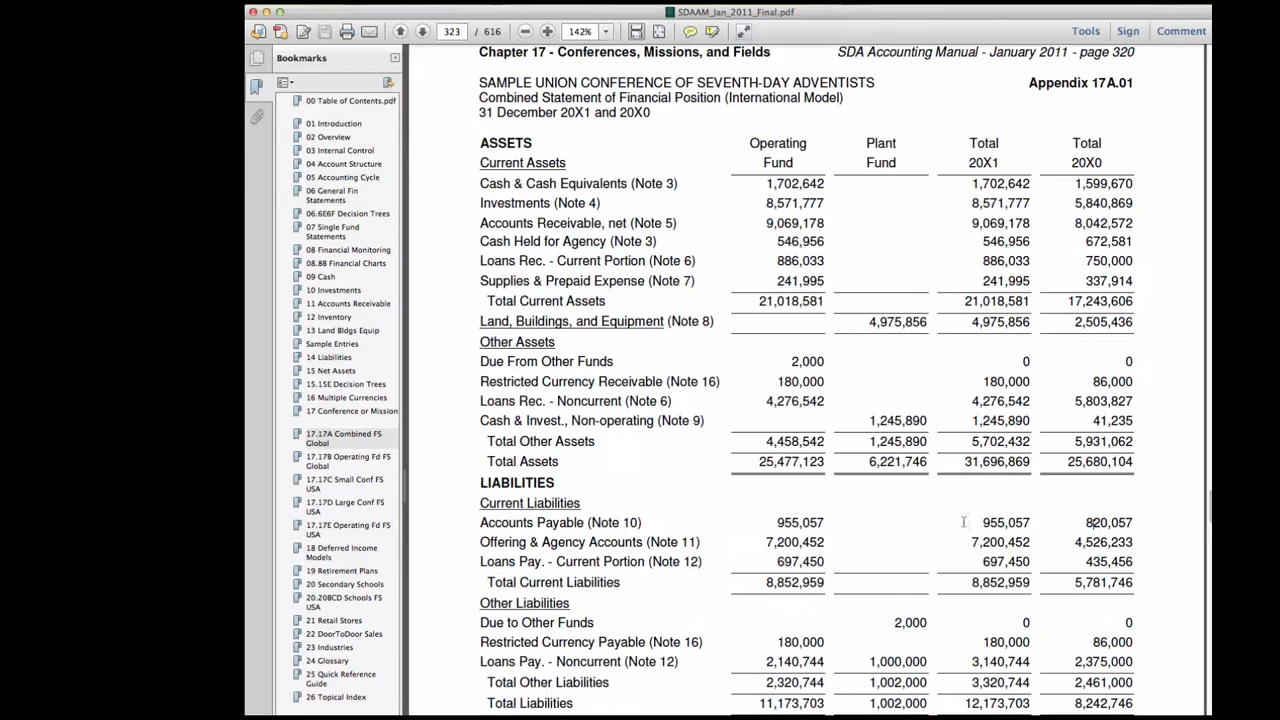 SDAAM_Jan_2011_Final.pdf
323 / 616 142% Tools Sign Comment
Bookmarks
00 Table of Contents.pdf
01 Introduction
02 Overview
03 Internal Control
04 Account Structure
05 Accounting Cycle
06 General Fin
Statements
06.6E6F Decision Trees
07 Single Fund
Statements
08 Financial Monitoring
08.8B Financial Charts
09 Cash
10 Investments
11 Accounts Receivable
12 Inventory
13 Land Bldgs Equip
Sample Entries
14 Liabilities
15 Net Assets
15.15E Decision Trees
16 Multiple Currencies
17 Conference or Mission
17.17A Combined FS
Global
17.17B Operating Fd FS
Global
17.17C Small Conf FS
USA
17.17D Large Conf FS
USA
17.17E Operating Fd FS
USA
18 Deferred Income
Models
19 Retirement Plans
20 Secondary Schools
20.20BCD Schools FS
USA
21 Retail Stores
22 DoorToDoor Sales
23 Industries
24 Glossary
25 Quick Reference
Guide
26 Topical Index
Chapter 17 - Conferences, Missions, and Fields SDA Accounting Manual - January 2011 - page 320
SAMPLE UNION CONFERENCE OF SEVENTH-DAY ADVENTISTS Appendix 17A.01
Combined Statement of Financial Position (International Model)
31 December 20X1 and 20X0
ASSETS Operating Plant Total Total
Current Assets Fund Fund 20X1 20X0
Cash & Cash Equivalents (Note 3) 1,702,642 1,702,642 1,599,670
Investments (Note 4) 8,571,777 8,571,777 5,840,869
Accounts Receivable, net (Note 5) 9,069,178 9,069,178 8,042,572
Cash Held for Agency (Note 3) 546,956 546,956 672,581
Loans Rec. - Current Portion (Note 6) 886,033 886,033 750,000
Supplies & Prepaid Expense (Note 7) 241,995 241,995 337,914
Total Current Assets 21,018,581 21,018,581 17,243,606
Land, Buildings, and Equipment (Note 8) 4,975,856 4,975,856 2,505,436
Other Assets
Due From Other Funds 2,000 0 0
Restricted Currency Receivable (Note 16) 180,000 180,000 86,000
Loans Rec. - Noncurrent (Note 6) 4,276,542 4,276,542 5,803,827
Cash & Invest., Non-operating (Note 9) 1,245,890 1,245,890 41,235
Total Other Assets 4,458,542 1,245,890 5,702,432 5,931,062
Total Assets 25,477,123 6,221,746 31,696,869 25,680,104
LIABILITIES
Current Liabilities
Accounts Payable (Note 10) 955,057 955,057 820,057
Offering & Agency Accounts (Note 11) 7,200,452 7,200,452 4,526,233
Loans Pay. - Current Portion (Note 12) 697,450 697,450 435,456
Total Current Liabilities 8,852,959 8,852,959 5,781,746
Other Liabilities
Due to Other Funds 2,000 0 0
Restricted Currency Payable (Note 16) 180,000 180,000 86,000
Loans Pay. - Noncurrent (Note 12) 2,140,744 1,000,000 3,140,744 2,375,000
Total Other Liabilities 2,320,744 1,002,000 3,320,744 2,461,000
Total Liabilities 11,173,703 1,002,000 12,173,703 8,242,746